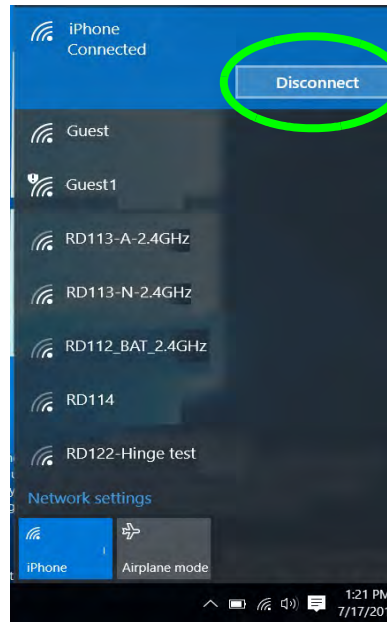 iPhone
Connected
Disconnect
Guest
Guest1
RD113-A-2.4GHz
RD113-N-2.4GHz
RD112_BAT_2.4GHz
RD114
RD122-Hinge test
Network settings
iPhone
Airplane mode
1:21 PM